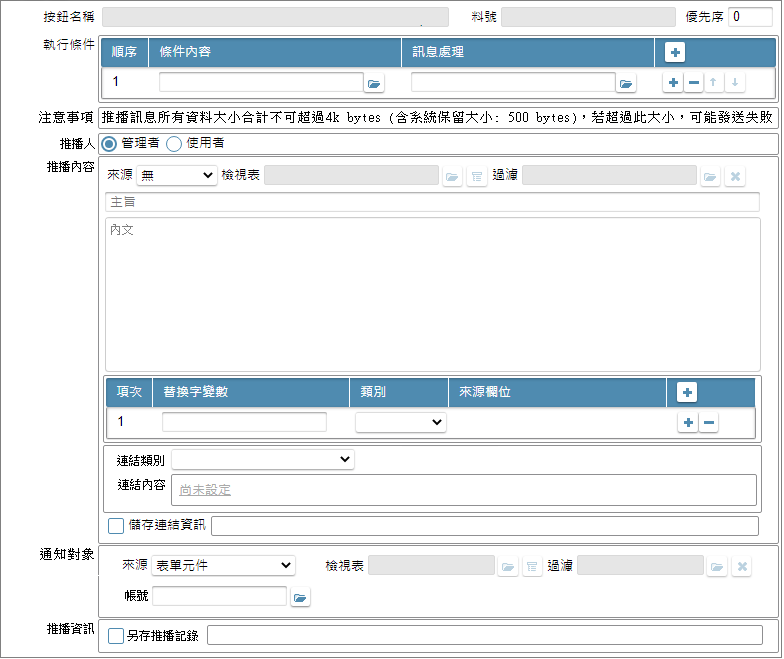 按鈕名稱 料號 優先序 0
執行條件
順序 條件內容 訊息處理
1
注意事項 推播訊息所有資料大小合計不可超過4k bytes (含系統保留大小: 500 bytes)，若超過此大小，可能發送失敗
推播人 管理者 使用者
推播內容
來源 無 檢視表 過濾
主旨
內文
項次 替換字變數 類別 來源欄位
1
連結類別
連結內容 尚未設定
儲存連結資訊
通知對象
來源 表單元件 檢視表 過濾
帳號
推播資訊
另存推播記錄